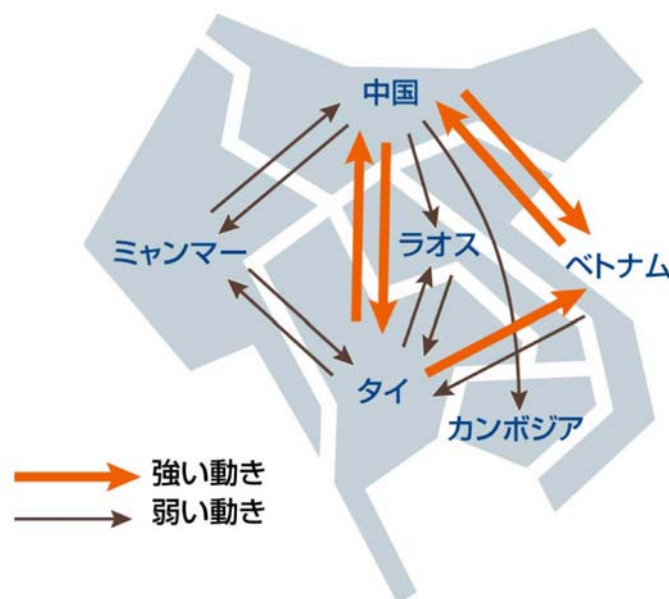 中国
ミャンマー
ラオス
ベトナム
タイ
カンボジア
強い動き
弱い動き